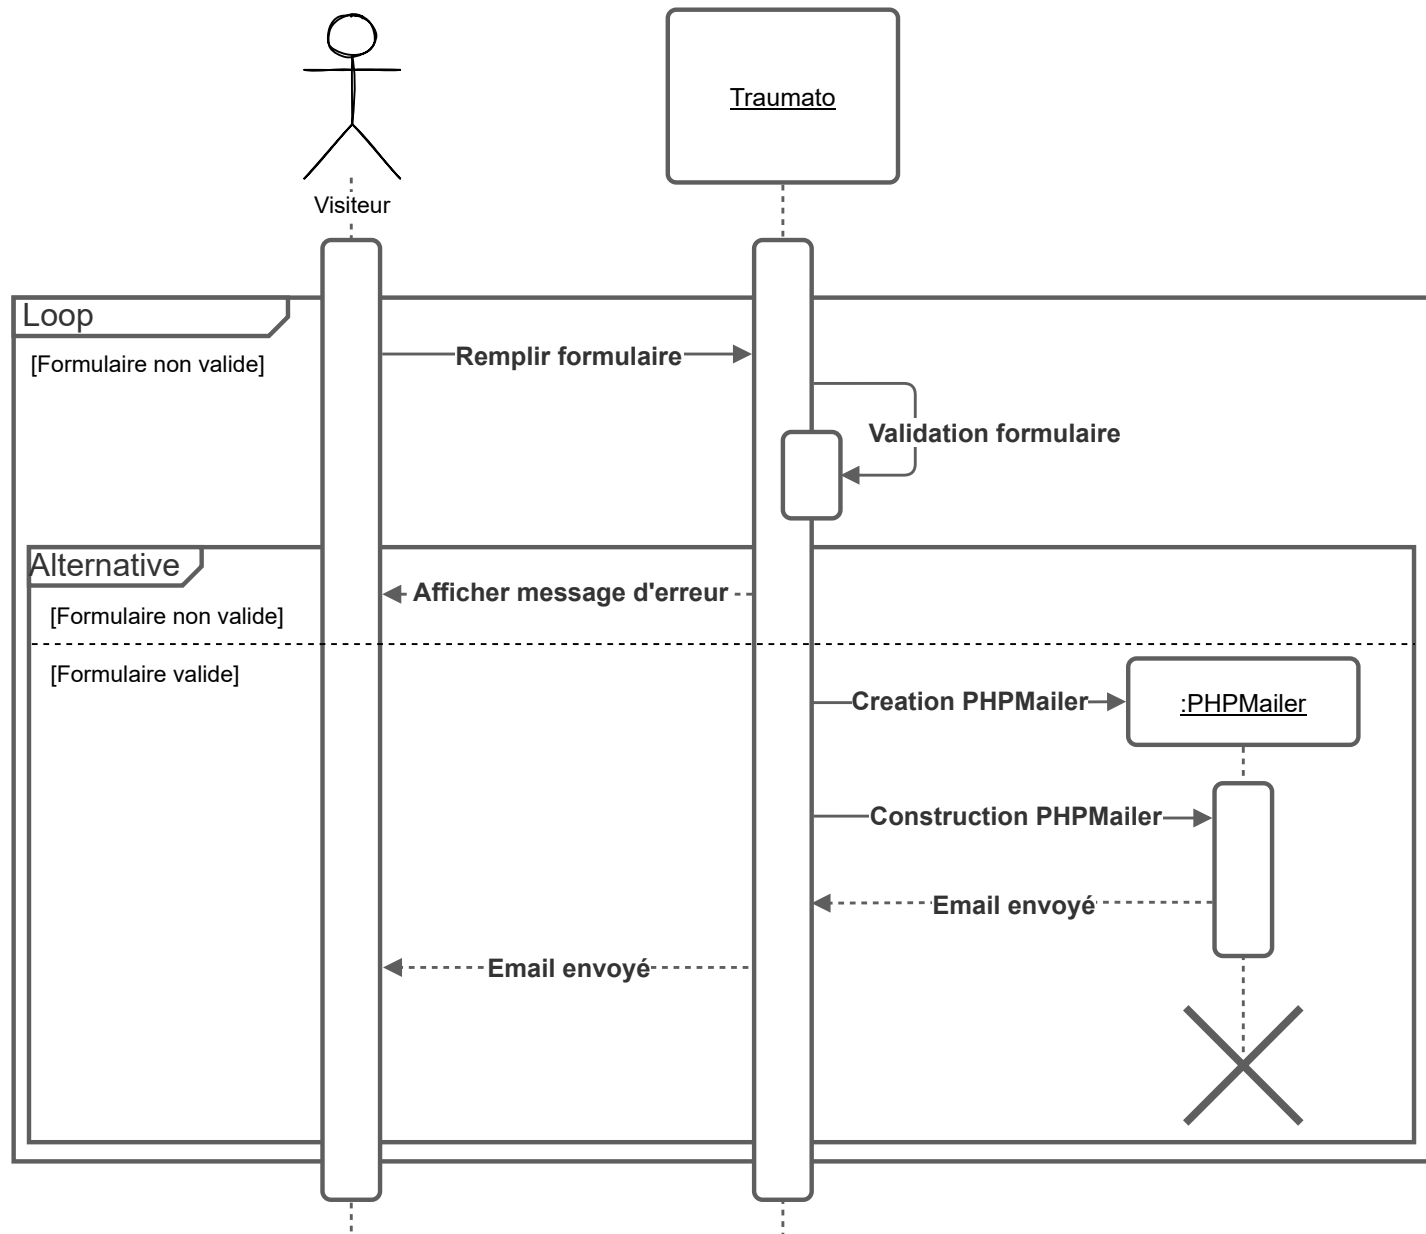 Traumato
Visiteur
Loop
[Formulaire non valide]
Remplir formulaire
Validation formulaire
Alternative
Afficher message d'erreur
[Formulaire non valide]
[Formulaire valide]
Creation PHPMailer
:PHPMailer
Construction PHPMailer
Email envoyé
Email envoyé